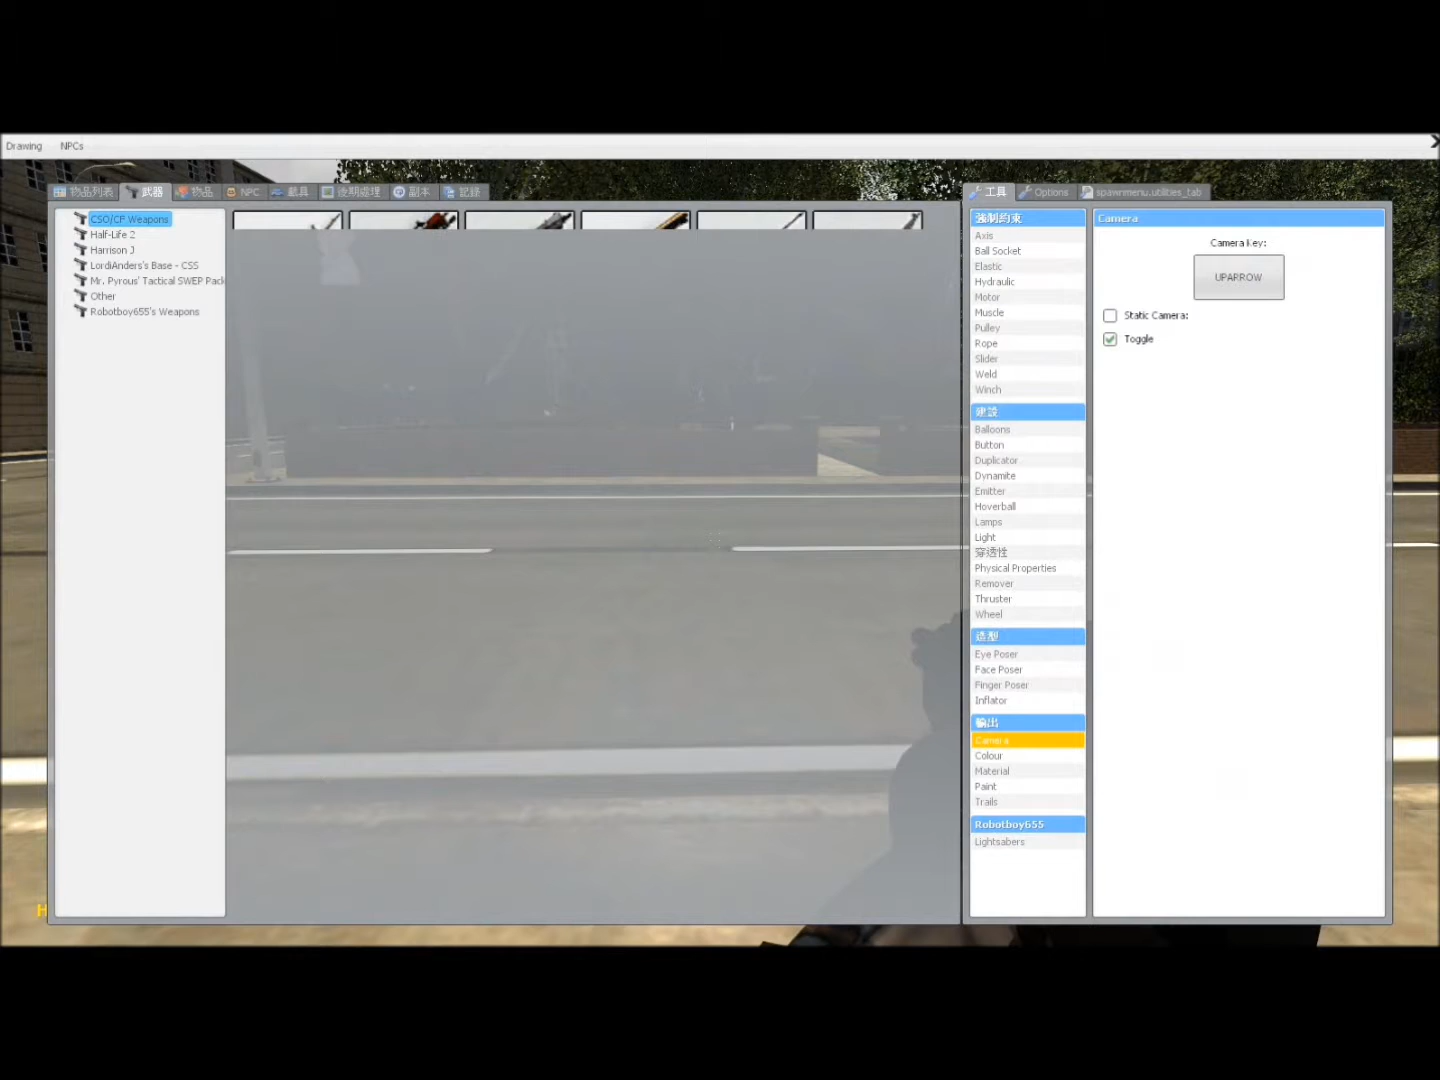 Drawing NPCs
物品列表 武器 物品 NPC 載具 後期處理 副本 記錄
CSO/CF Weapons
Half-Life 2
Harrison J
LordiAnders's Base - CSS
Mr. Pyrous' Tactical SWEP Pack
Other
Robotboy655's Weapons
工具 Options spawnmenu.utilities_tab
強制約束
Axis
Ball Socket
Elastic
Hydraulic
Motor
Muscle
Pulley
Rope
Slider
Weld
Winch
建設
Balloons
Button
Duplicator
Dynamite
Emitter
Hoverball
Lamps
Light
穿透性
Physical Properties
Remover
Thruster
Wheel
造型
Eye Poser
Face Poser
Finger Poser
Inflator
輸出
Camera
Colour
Material
Paint
Trails
Robotboy655
Lightsabers
Camera
Camera Key:
UPARROW
Static Camera:
Toggle
H